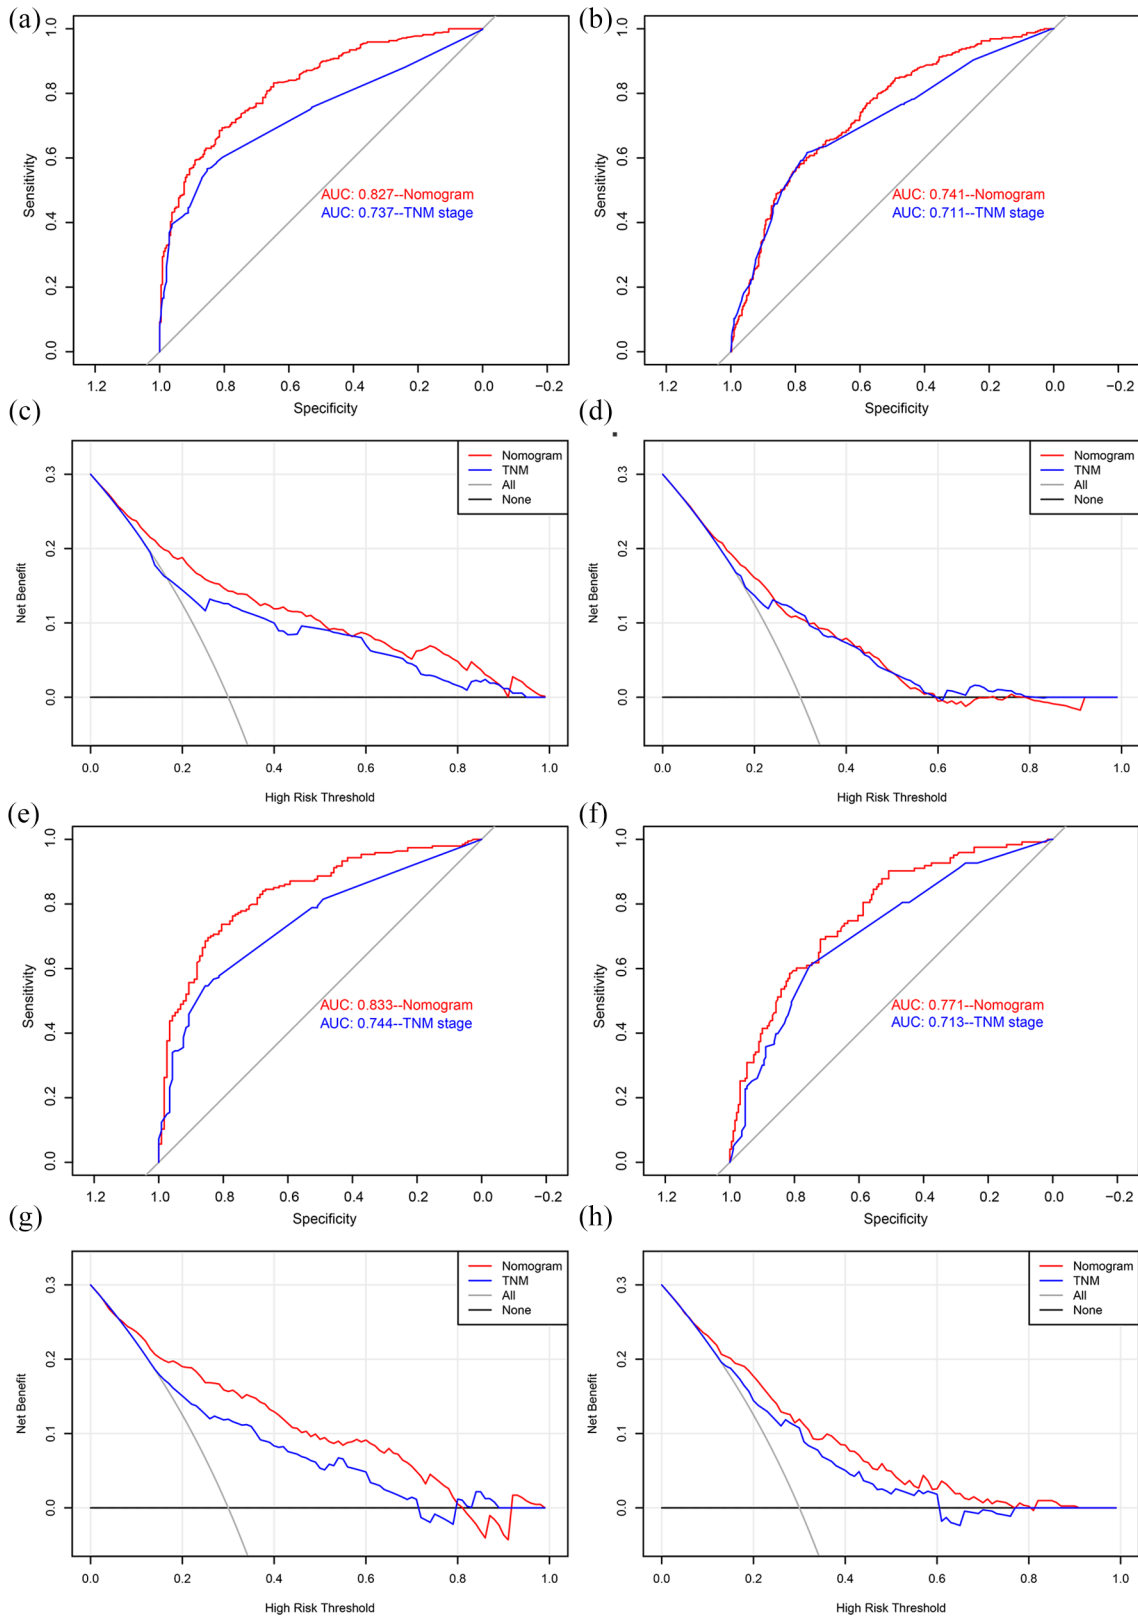 (a)
1.0
0.8
0.6
0.4
0.2
0.0
Sensitivity
AUC: 0.827--Nomogram
AUC: 0.737--TNM stage
1.2 1.0 0.8 0.6 0.4 0.2 0.0 −0.2
Specificity
(b)
1.0
0.8
0.6
0.4
0.2
0.0
Sensitivity
AUC: 0.741--Nomogram
AUC: 0.711--TNM stage
1.2 1.0 0.8 0.6 0.4 0.2 0.0 −0.2
Specificity
(c)
Nomogram
TNM
All
None
0.3
0.2
0.1
0.0
Net Benefit
0.0 0.2 0.4 0.6 0.8 1.0
High Risk Threshold
(d)
Nomogram
TNM
All
None
0.3
0.2
0.1
0.0
Net Benefit
0.0 0.2 0.4 0.6 0.8 1.0
High Risk Threshold
(e)
1.0
0.8
0.6
0.4
0.2
0.0
Sensitivity
AUC: 0.833--Nomogram
AUC: 0.744--TNM stage
1.2 1.0 0.8 0.6 0.4 0.2 0.0 −0.2
Specificity
(f)
1.0
0.8
0.6
0.4
0.2
0.0
Sensitivity
AUC: 0.771--Nomogram
AUC: 0.713--TNM stage
1.2 1.0 0.8 0.6 0.4 0.2 0.0 −0.2
Specificity
(g)
Nomogram
TNM
All
None
0.3
0.2
0.1
0.0
Net Benefit
0.0 0.2 0.4 0.6 0.8 1.0
High Risk Threshold
(h)
Nomogram
TNM
All
None
0.3
0.2
0.1
0.0
Net Benefit
0.0 0.2 0.4 0.6 0.8 1.0
High Risk Threshold